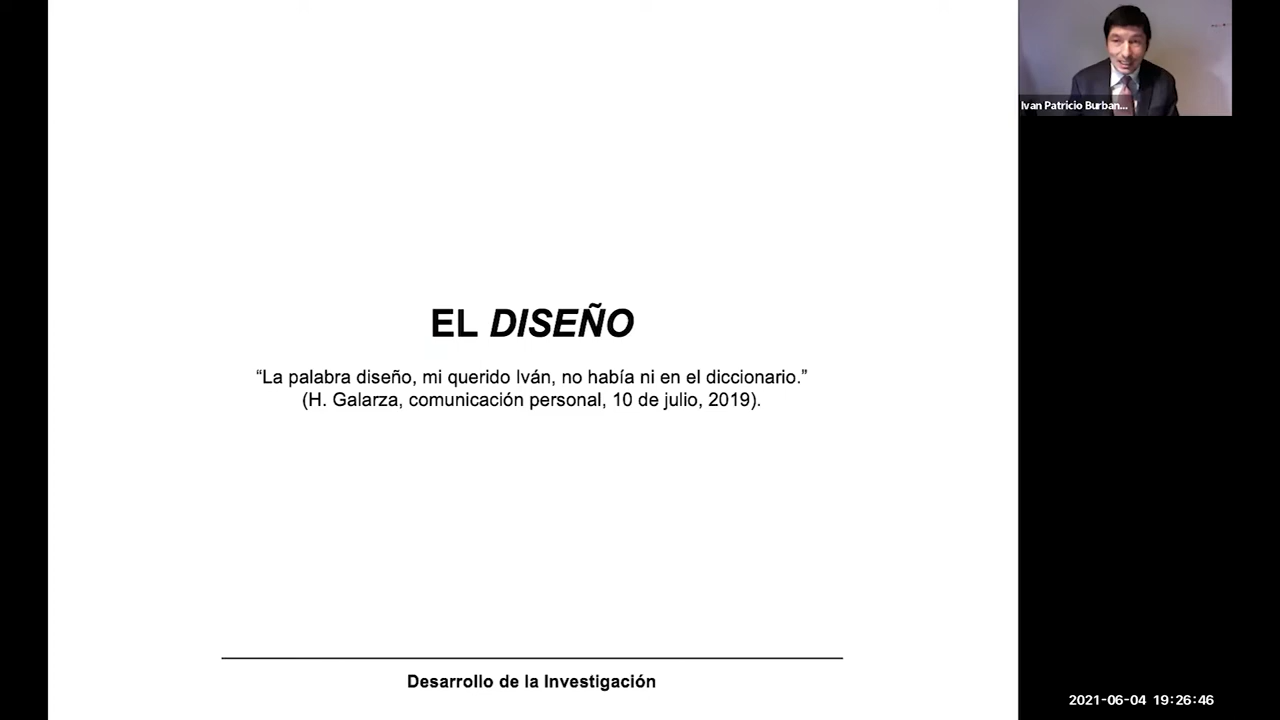 EL DISEÑO
“La palabra diseño, mi querido Iván, no había ni en el diccionario.”
(H. Galarza, comunicación personal, 10 de julio, 2019).
Desarrollo de la Investigación
Ivan Patricio Burban...
2021-06-04 19:26:46